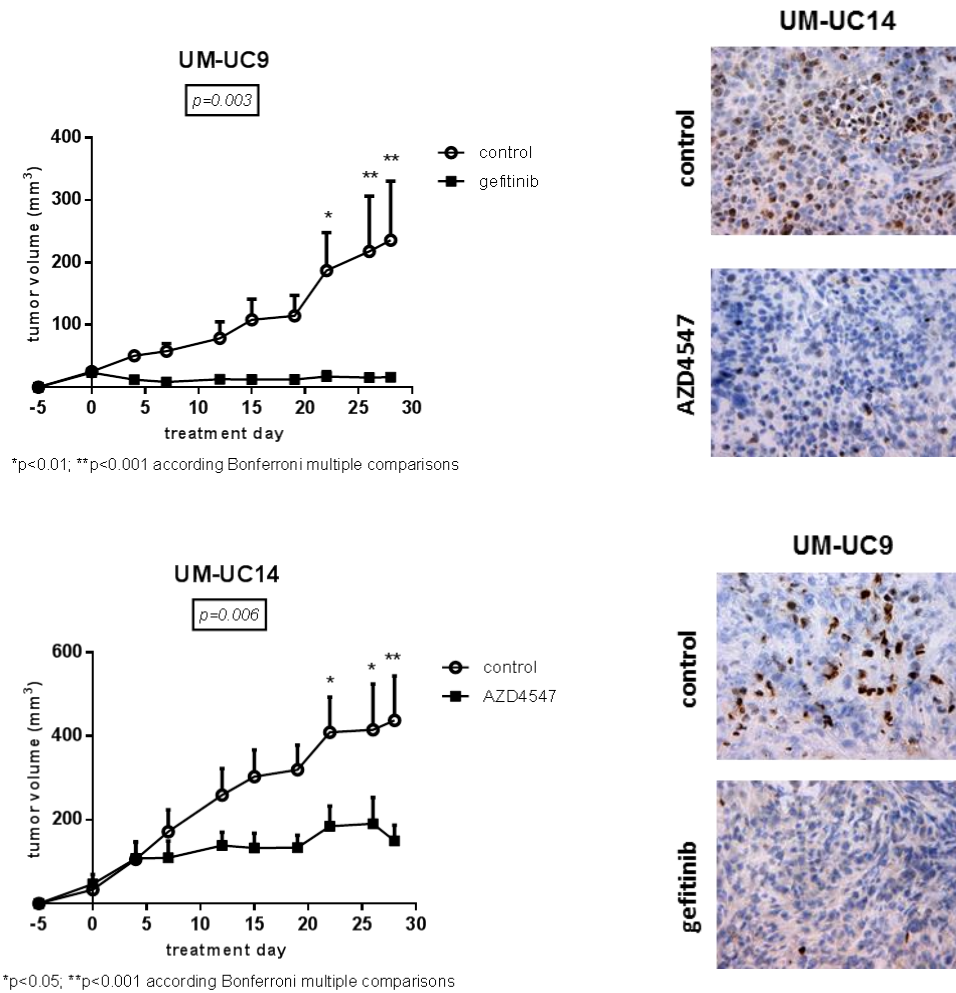 UM-UC9
p=0.003
400
300
200
100
tumor volume (mm³)
-5 0 5 10 15 20 25 30
treatment day
* ** **
control
gefitinib
*p<0.01; **p<0.001 according Bonferroni multiple comparisons
UM-UC14
control
AZD4547
UM-UC14
p=0.006
600
400
200
tumor volume (mm³)
-5 0 5 10 15 20 25 30
treatment day
* * **
control
AZD4547
*p<0.05; **p<0.001 according Bonferroni multiple comparisons
UM-UC9
control
gefitinib